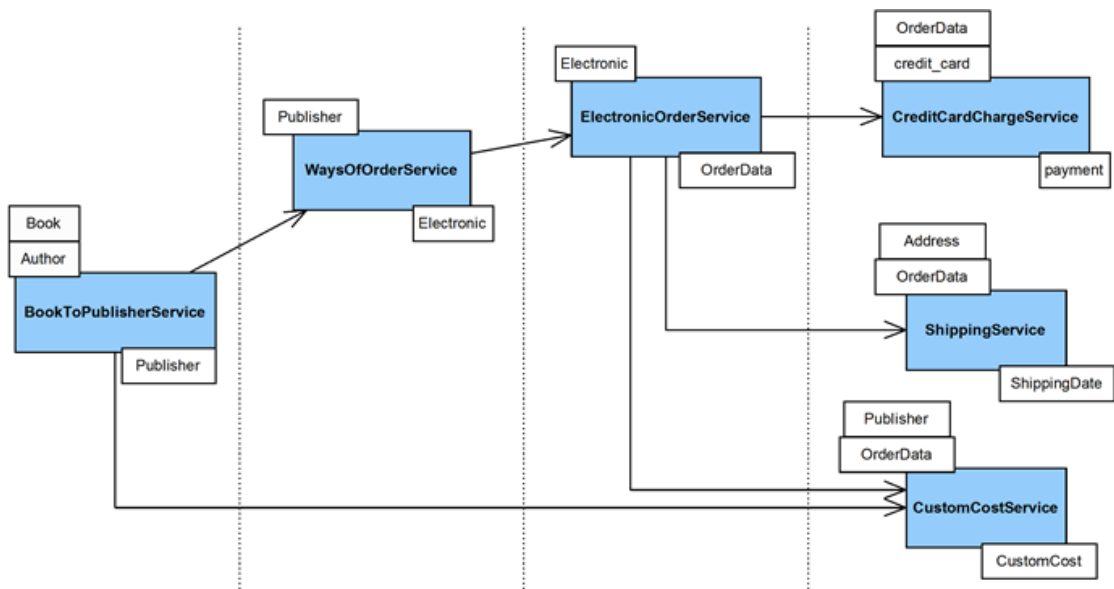 Book
Author
BookToPublisherService
Publisher
Publisher
WaysOfOrderService
Electronic
Electronic
ElectronicOrderService
OrderData
OrderData
credit_card
CreditCardChargeService
payment
Address
OrderData
ShippingService
ShippingDate
Publisher
OrderData
CustomCostService
CustomCost